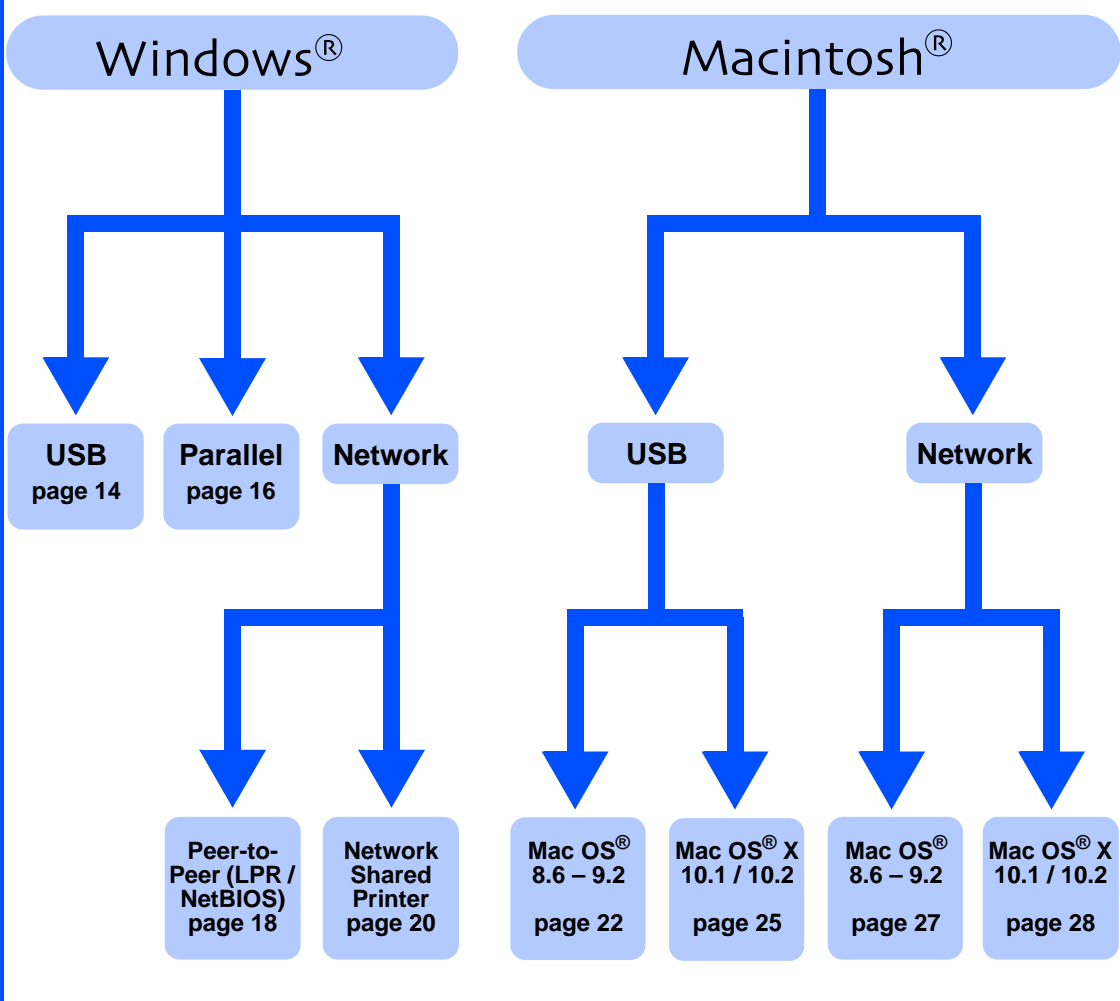 Windows®
Macintosh®
USB
page 14
Parallel
page 16
Network
USB
Network
Peer-to-
Peer (LPR /
NetBIOS)
page 18
Network
Shared
Printer
page 20
Mac OS®
8.6 – 9.2
page 22
Mac OS® X
10.1 / 10.2
page 25
Mac OS®
8.6 – 9.2
page 27
Mac OS® X
10.1 / 10.2
page 28